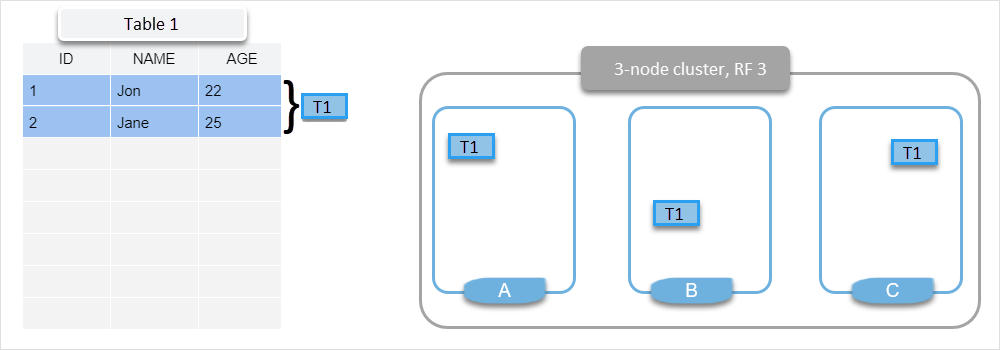 Table 1
ID NAME AGE
1 Jon 22
2 Jane 25
T1
3-node cluster, RF 3
T1
T1
T1
A
B
C